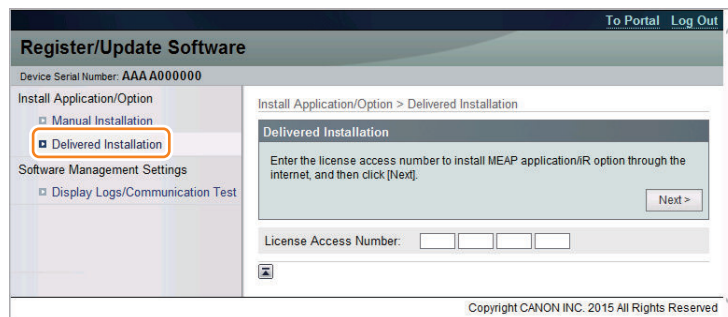 To Portal Log Out
Register/Update Software
Device Serial Number: AAAA000000
Install Application/Option
Manual Installation
Delivered Installation
Software Management Settings
Display Logs/Communication Test
Install Application/Option > Delivered Installation
Delivered Installation
Enter the license access number to install MEAP application/iR option through the
internet, and then click [Next].
Next >
License Access Number:
Copyright CANON INC. 2015 All Rights Reserved